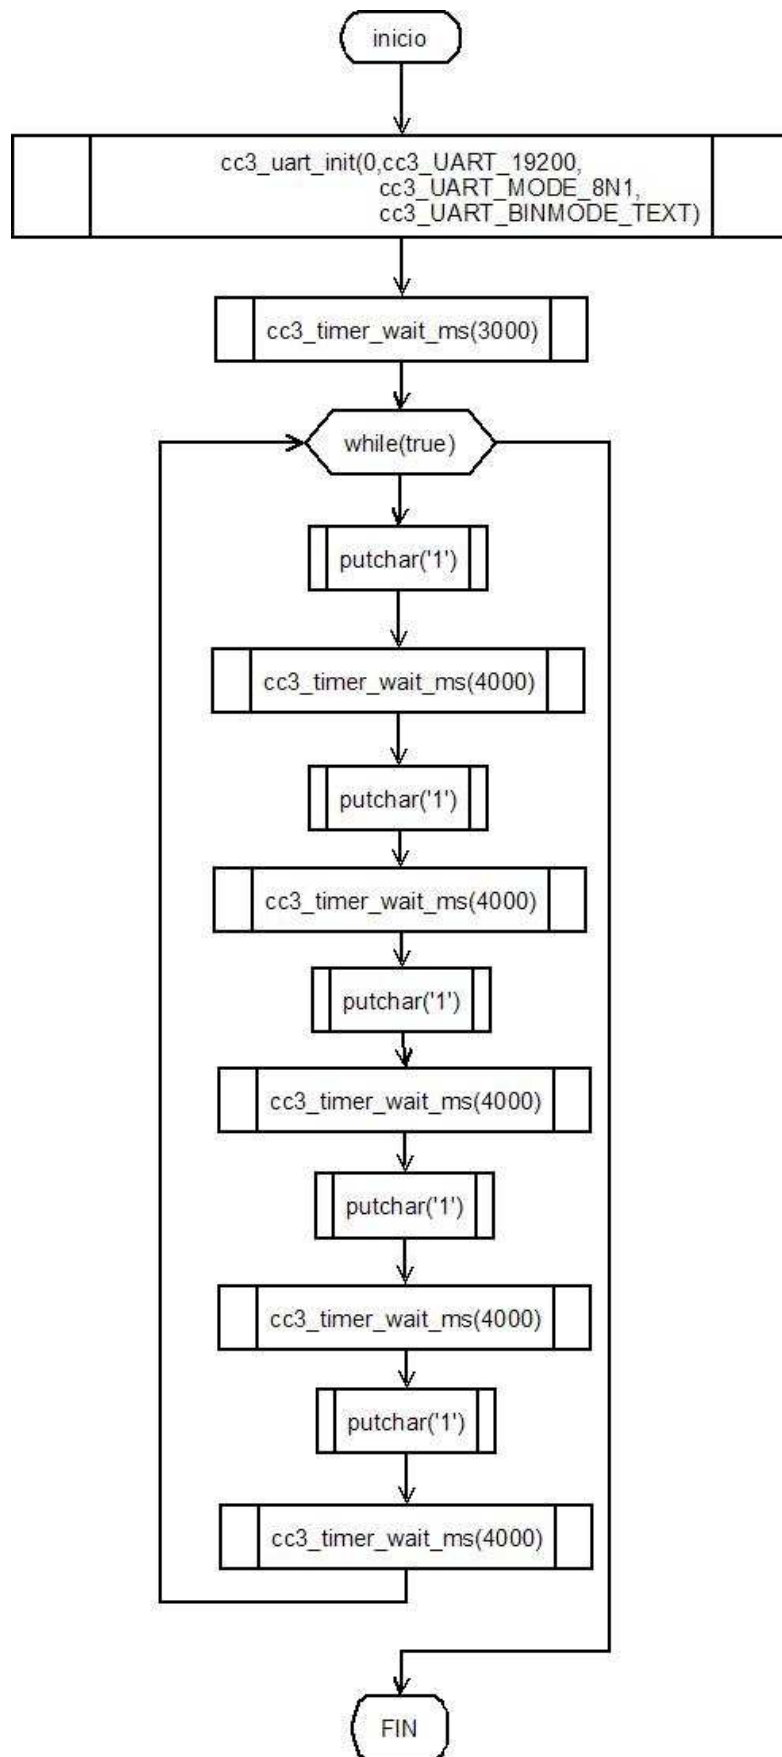 inicio
cc3_uart_init(0,cc3_UART_19200,
cc3_UART_MODE_8N1,
cc3_UART_BINMODE_TEXT)
cc3_timer_wait_ms(3000)
while(true)
putchar('1')
cc3_timer_wait_ms(4000)
putchar('1')
cc3_timer_wait_ms(4000)
putchar('1')
cc3_timer_wait_ms(4000)
putchar('1')
cc3_timer_wait_ms(4000)
putchar('1')
cc3_timer_wait_ms(4000)
FIN